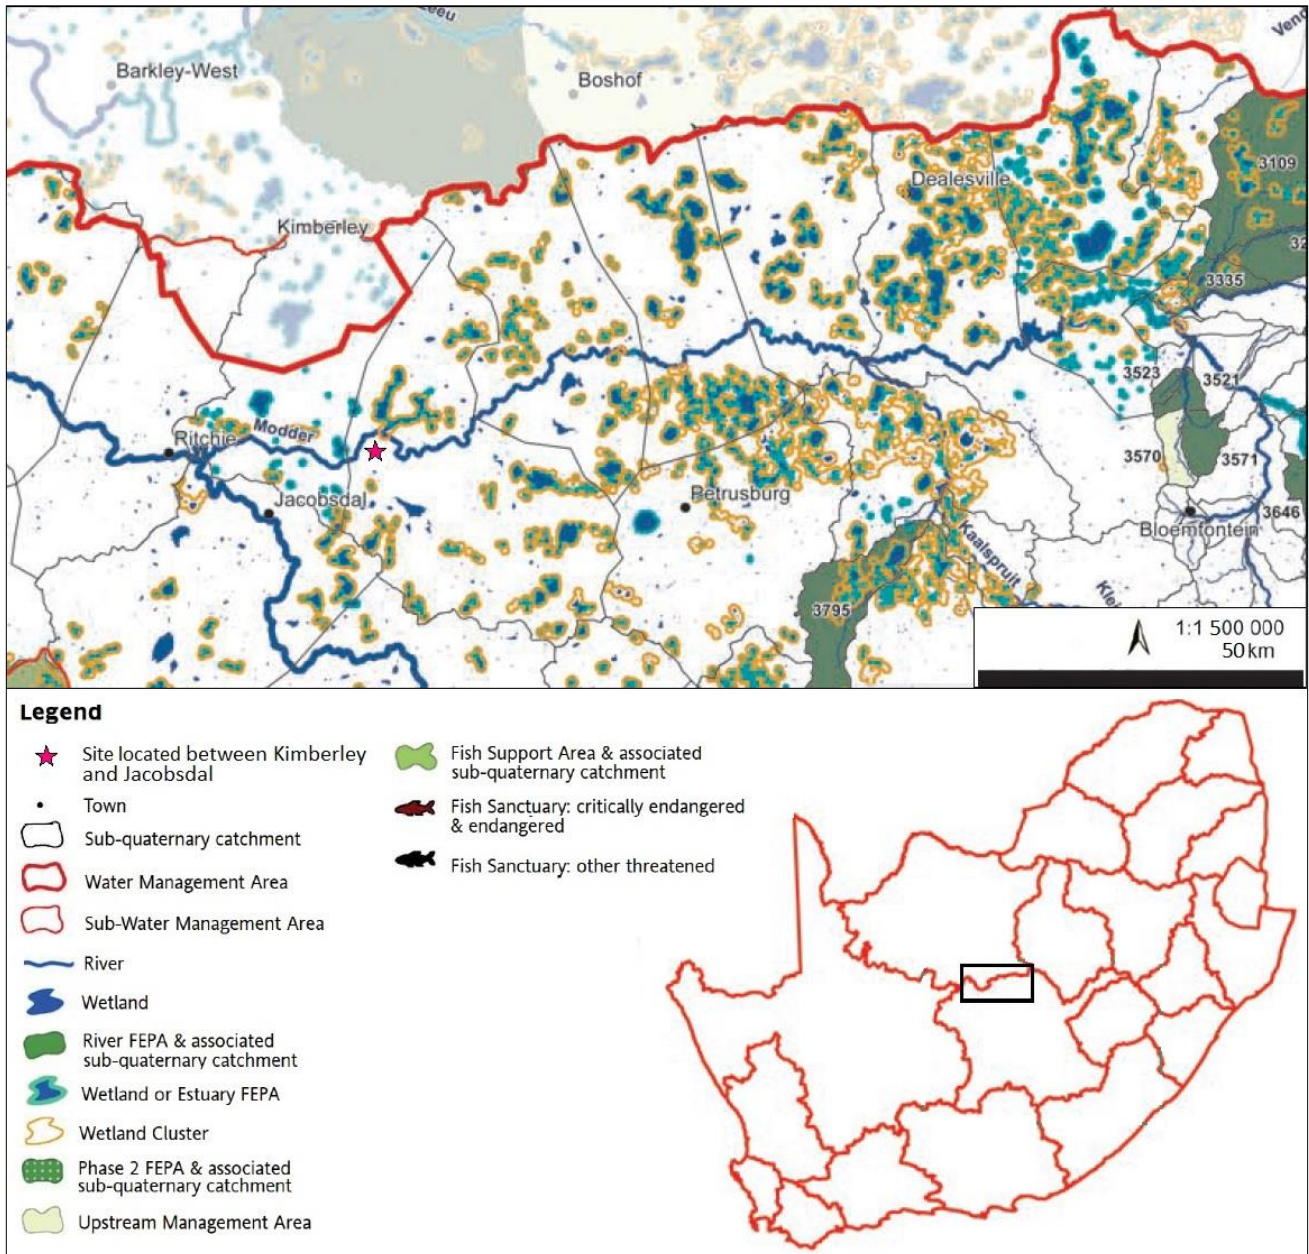 Leeu
Venn
Barkley-West
Boshof
3109
Dealesville
Kimberley
32
3335
3523
3521
Modder
Ritchie
3570
3571
Jacobsdal
Petrusburg
3646
Bloemfontein
Kaalspruit
3795
Klei
1:1 500 000
50 km
Legend
Site located between Kimberley
and Jacobsdal
Town
Sub-quaternary catchment
Water Management Area
Sub-Water Management Area
River
Wetland
River FEPA & associated
sub-quaternary catchment
Wetland or Estuary FEPA
Wetland Cluster
Phase 2 FEPA & associated
sub-quaternary catchment
Upstream Management Area
Fish Support Area & associated
sub-quaternary catchment
Fish Sanctuary: critically endangered
& endangered
Fish Sanctuary: other threatened